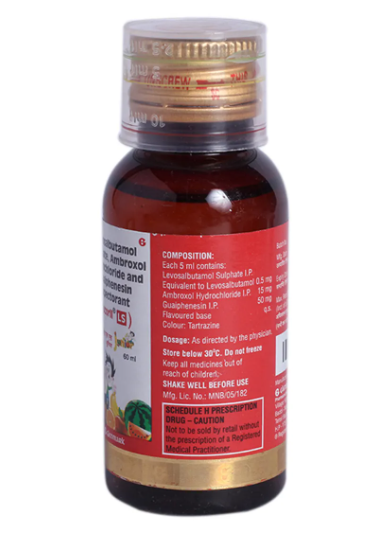 10 ml
COMPOSITION:
Each 5 ml contains:
Levosalbutamol Sulphate I.P.
Equivalent to Levosalbutamol 0.5 mg
Ambroxol Hydrochloride I.P. 15 mg
Guaiphenesin I.P. 50 mg
Flavoured base q.s.
Colour: Tartrazine
Dosage: As directed by the physician.
Store below 30°C. Do not freeze
Keep all medicines out of
reach of children:-
SHAKE WELL BEFORE USE
Mfg. Lic. No.: MNB/05/182
SCHEDULE H PRESCRIPTION
DRUG – CAUTION
Not to be sold by retail without
the prescription of a Registered
Medical Practitioner.
albutamol
Ambroxol
loride and
phenesin
ectorant
LS
60 ml